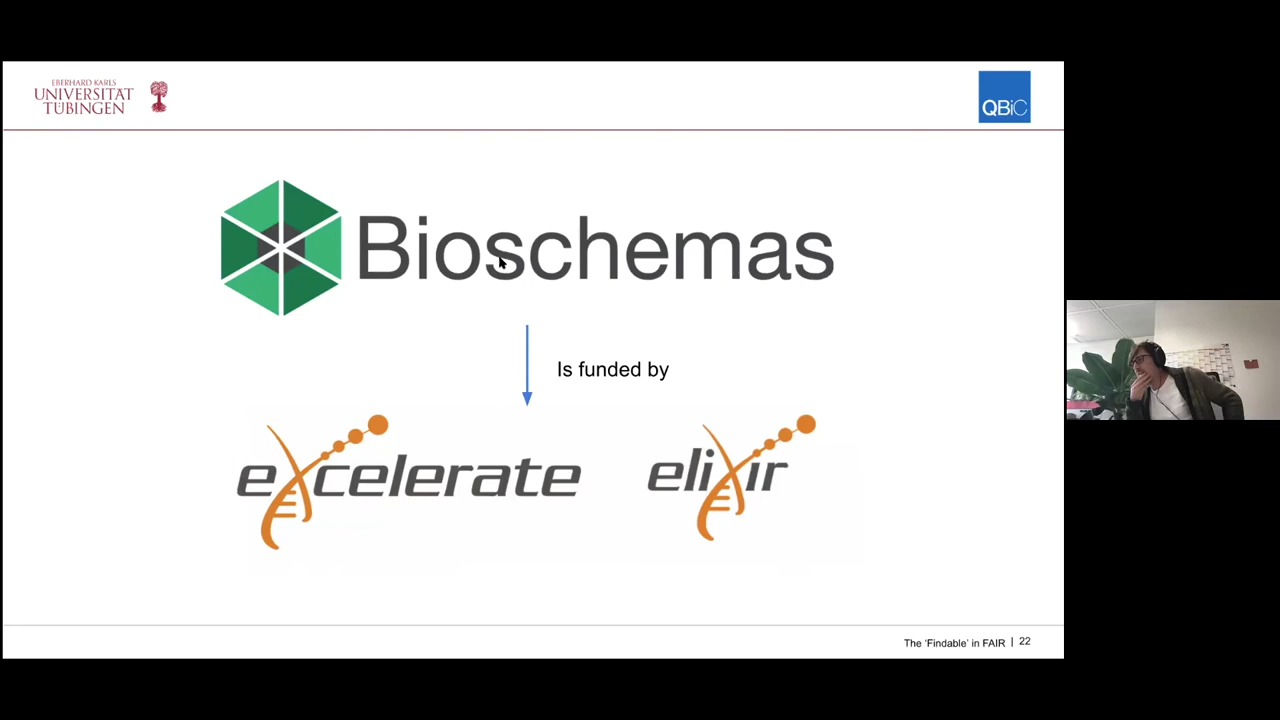 EBERHARD KARLS
UNIVERSITÄT
TÜBINGEN
QBiC
Bioschemas
Is funded by
excelerate
elixir
The ‘Findable’ in FAIR | 22